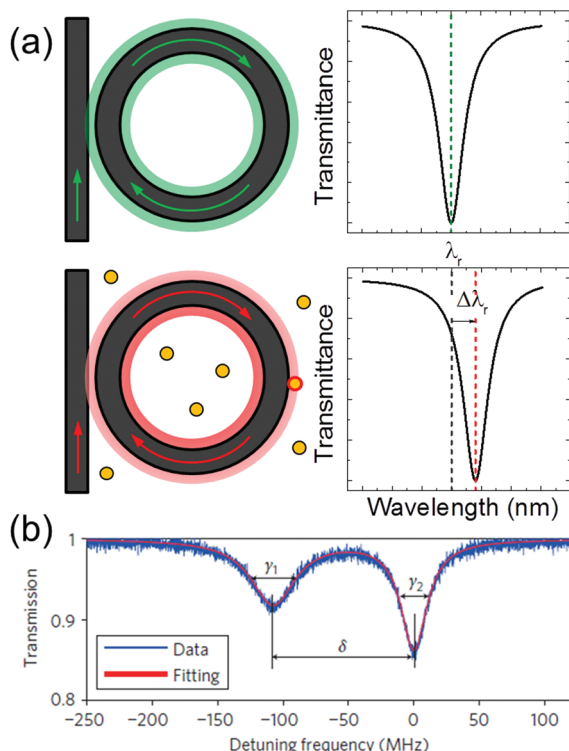 (a)
Transmittance
λr
Δλr
Transmittance
Wavelength (nm)
(b)
1
0.9
0.8
Transmission
γ1
γ2
δ
Data
Fitting
−250 −200 −150 −100 −50 0 50 100
Detuning frequency (MHz)